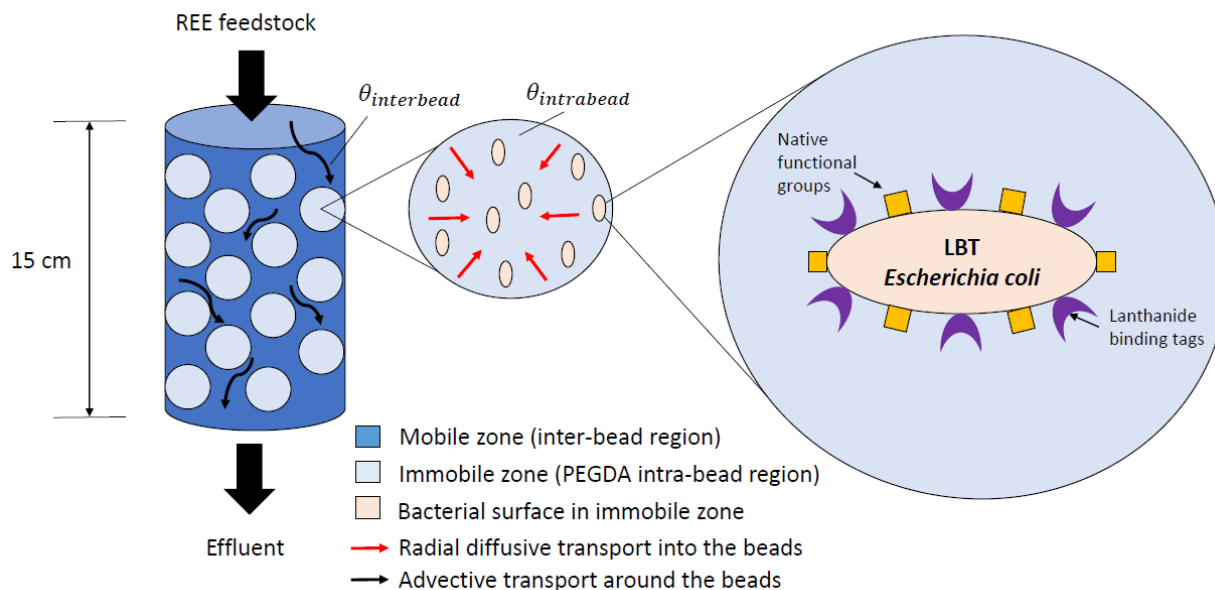 REE feedstock
θinterbead
θintrabead
Native
functional
groups
15 cm
LBT
Escherichia coli
Lanthanide
binding tags
Mobile zone (inter-bead region)
Immobile zone (PEGDA intra-bead region)
Bacterial surface in immobile zone
Effluent
Radial diffusive transport into the beads
Advective transport around the beads